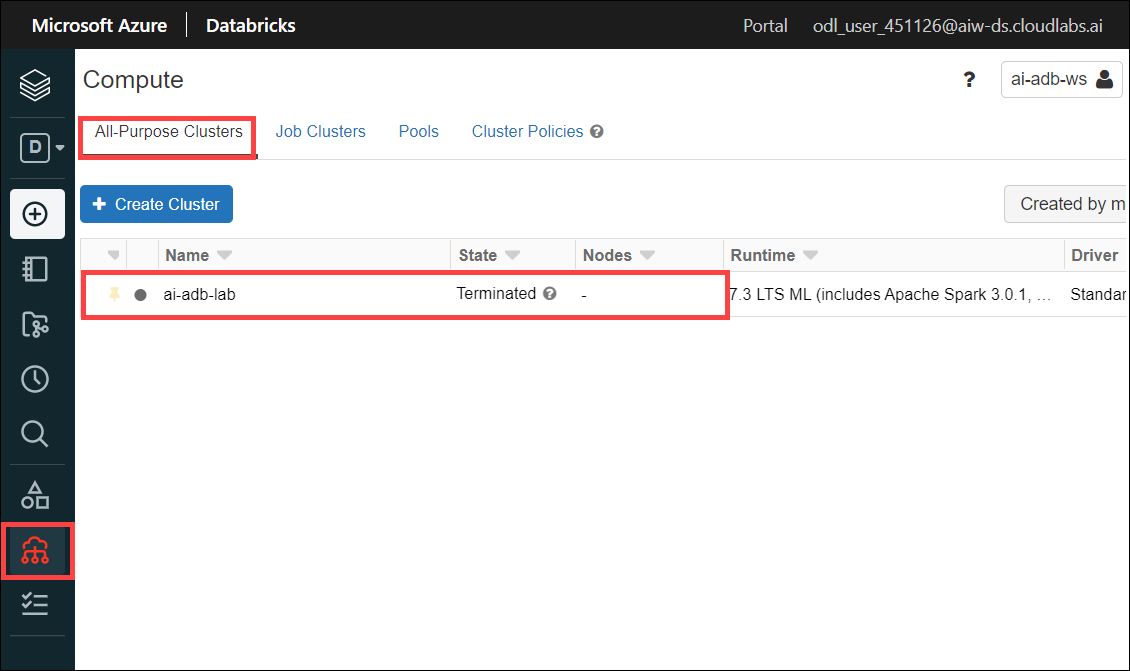 Microsoft Azure Databricks Portal odl_user_451126@aiw-ds.cloudlabs.ai
Compute ? ai-adb-ws
D
All-Purpose Clusters Job Clusters Pools Cluster Policies ?
+ Create Cluster Created by m
Name State Nodes Runtime Driver
ai-adb-lab Terminated ? - 7.3 LTS ML (includes Apache Spark 3.0.1, … Standar